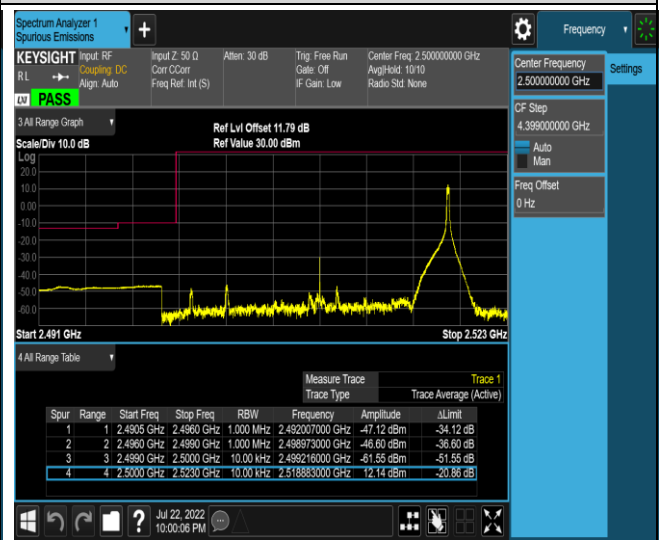 Spectrum Analyzer 1
Spurious Emissions
Frequency
KEYSIGHT Input: RF Input Z: 50 Ω Atten: 30 dB Trig: Free Run Center Freq: 2.500000000 GHz
RL Coupling: DC Corr CCorr Gate: Off Avg|Hold: 10/10
Align: Auto Freq Ref: Int (S) IF Gain: Low Radio Std: None
LXI PASS
Center Frequency
2.500000000 GHz
Settings
CF Step
4.399000000 GHz
Auto
Man
Freq Offset
0 Hz
3 All Range Graph
Ref Lvl Offset 11.79 dB
Scale/Div 10.0 dB Ref Value 30.00 dBm
Log
20.0
10.0
0.00
-10.0
-20.0
-30.0
-40.0
-50.0
-60.0
Start 2.491 GHz Stop 2.523 GHz
4 All Range Table
Measure Trace Trace 1
Trace Type Trace Average (Active)
Spur Range Start Freq Stop Freq RBW Frequency Amplitude ΔLimit
1 1 2.4905 GHz 2.4960 GHz 1.000 MHz 2.492007000 GHz -47.12 dBm -34.12 dB
2 2 2.4960 GHz 2.4990 GHz 1.000 MHz 2.498973000 GHz -46.60 dBm -36.60 dB
3 3 2.4990 GHz 2.5000 GHz 10.00 kHz 2.499216000 GHz -61.55 dBm -51.55 dB
4 4 2.5000 GHz 2.5230 GHz 10.00 kHz 2.518883000 GHz 12.14 dBm -20.86 dB
Jul 22, 2022
10:00:06 PM